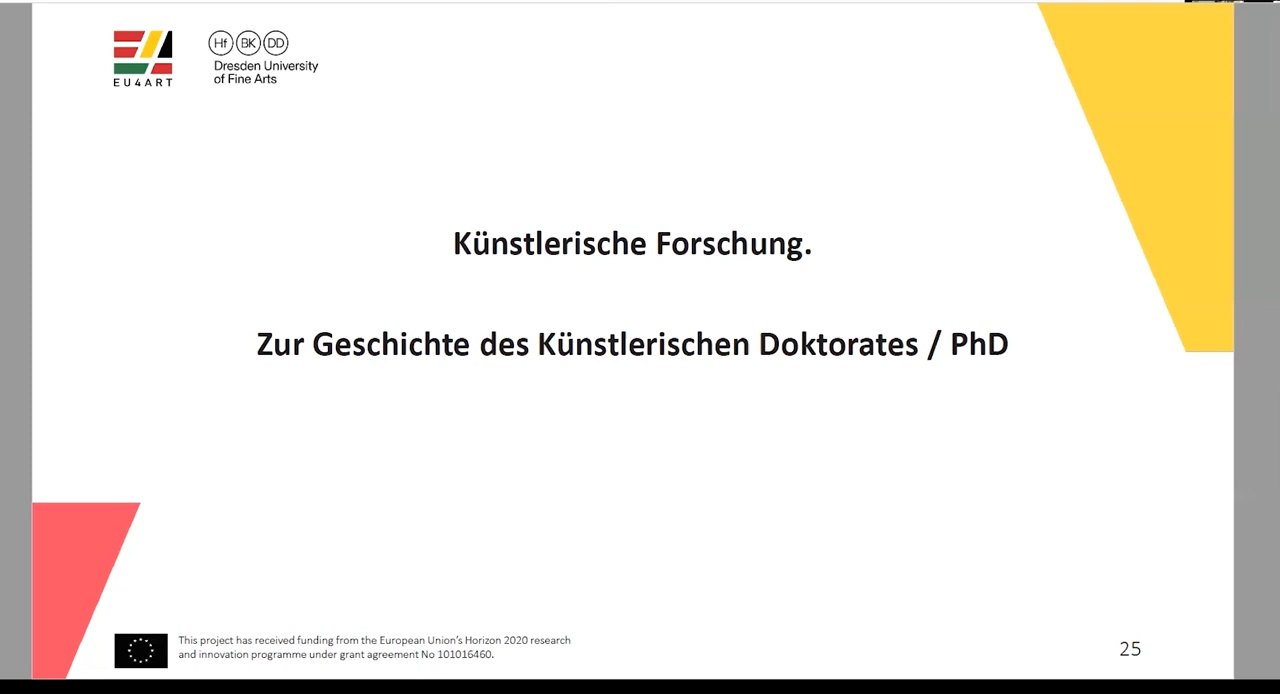 EU4ART
Hf BK DD
Dresden University
of Fine Arts
Künstlerische Forschung.
Zur Geschichte des Künstlerischen Doktorates / PhD
This project has received funding from the European Union's Horizon 2020 research
and innovation programme under grant agreement No 101016460.
25